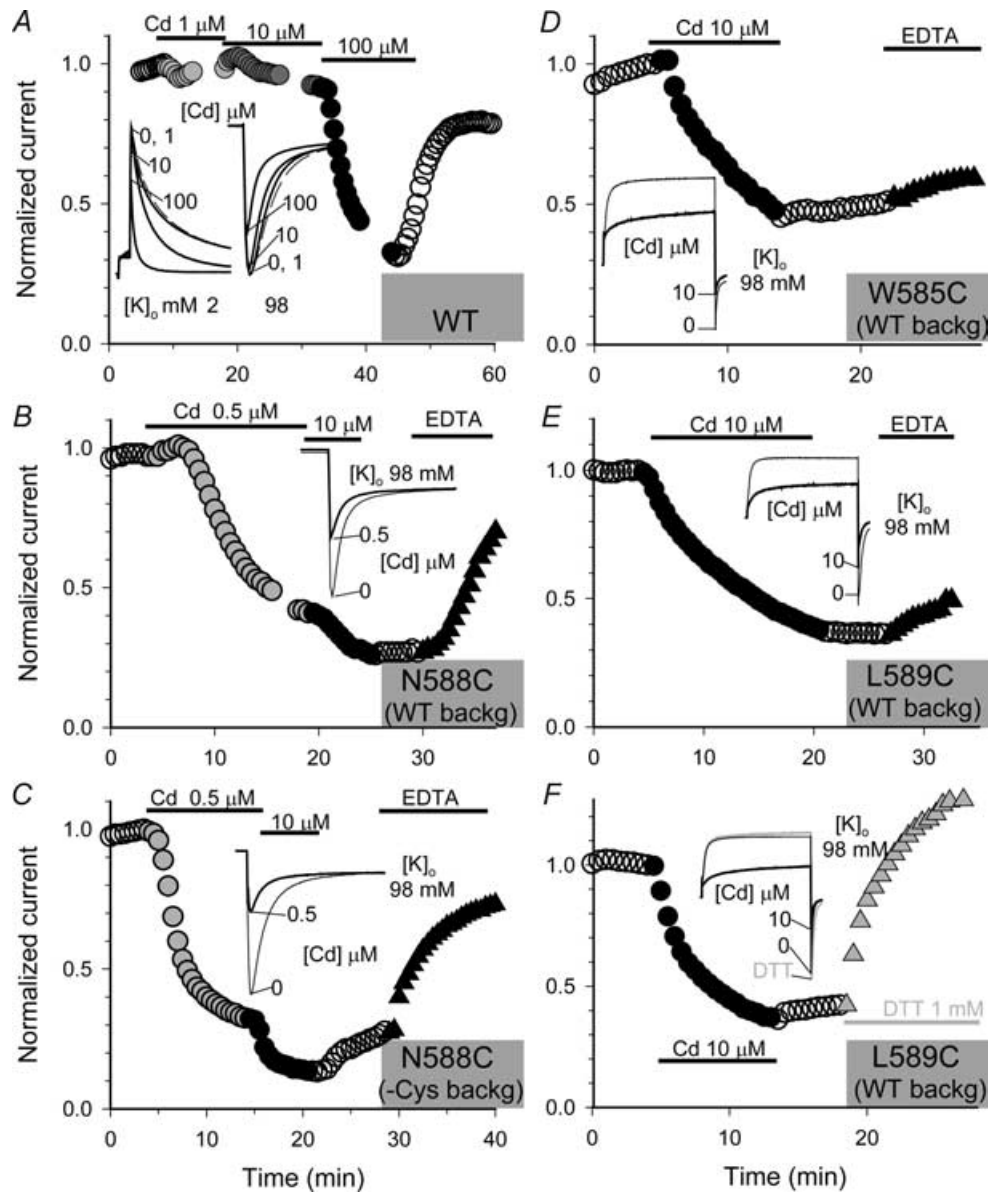 A
Cd 1 μM
10 μM
100 μM
Normalized current
1.0
0.5
0.0
[Cd] μM
0, 1
10
100
100
10
0, 1
[K]o mM 2
98
WT
0
20
40
60
B
Cd 0.5 μM
10 μM
EDTA
Normalized current
1.0
0.5
0.0
[K]o 98 mM
0.5
[Cd] μM
0
N588C
(WT backg)
0
10
20
30
C
Cd 0.5 μM
10 μM
EDTA
Normalized current
1.0
0.5
0.0
[K]o
98 mM
0.5
[Cd] μM
0
N588C
(-Cys backg)
0
10
20
30
40
Time (min)
D
Cd 10 μM
EDTA
1.0
0.5
0.0
[Cd] μM
[K]o
98 mM
10
0
W585C
(WT backg)
0
10
20
E
Cd 10 μM
EDTA
1.0
0.5
0.0
[Cd] μM
[K]o
98 mM
10
0
L589C
(WT backg)
0
10
20
30
F
1.0
0.5
0.0
[K]o
98 mM
[Cd] μM
10
0
DTT
DTT 1 mM
Cd 10 μM
L589C
(WT backg)
0
10
20
Time (min)